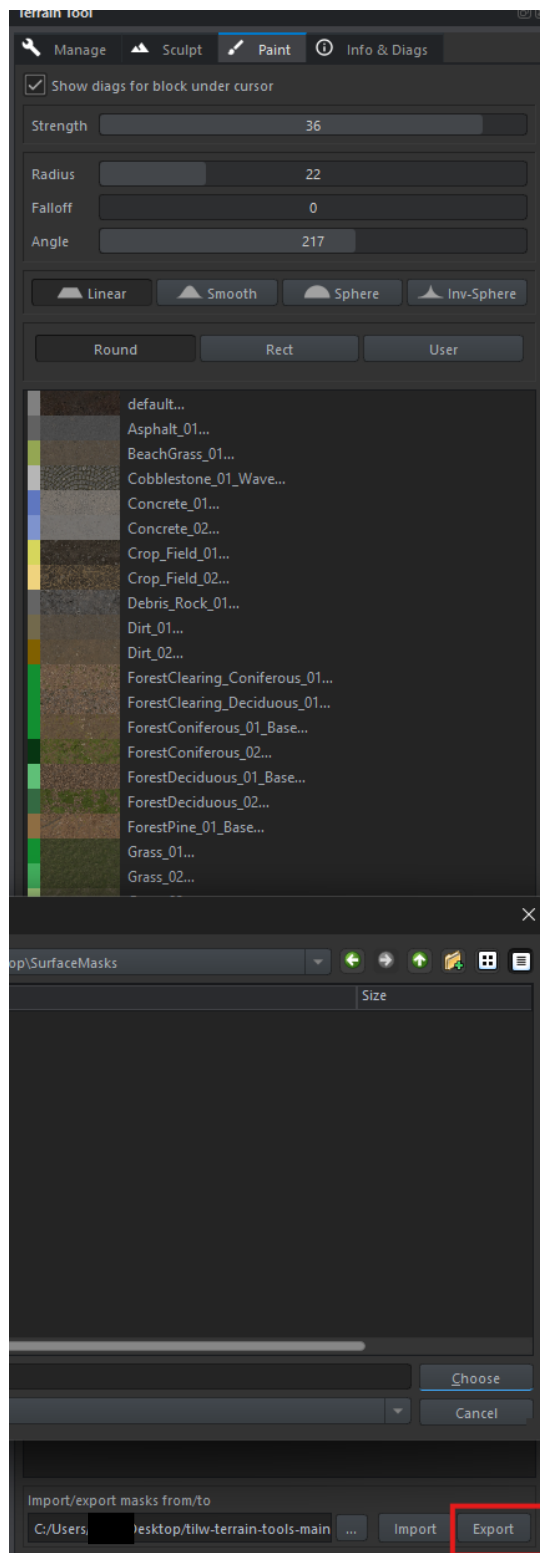 Terrain Tool
Manage Sculpt Paint Info & Diags
Show diags for block under cursor
Strength 36
Radius 22
Falloff 0
Angle 217
Linear Smooth Sphere Inv-Sphere
Round Rect User
default...
Asphalt_01...
BeachGrass_01...
Cobblestone_01_Wave...
Concrete_01...
Concrete_02...
Crop_Field_01...
Crop_Field_02...
Debris_Rock_01...
Dirt_01...
Dirt_02...
ForestClearing_Coniferous_01...
ForestClearing_Deciduous_01...
ForestConiferous_01_Base...
ForestConiferous_02...
ForestDeciduous_01_Base...
ForestDeciduous_02...
ForestPine_01_Base...
Grass_01...
Grass_02...
op\SurfaceMasks
Size
Choose
Cancel
Import/export masks from/to
C:/Users/ esktop/tilw-terrain-tools-main ... Import Export